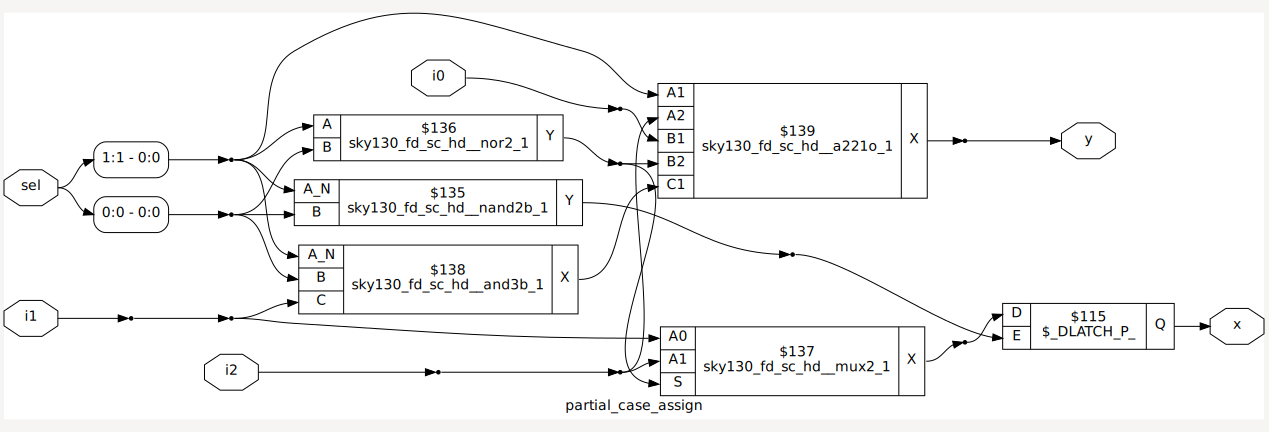 sel
1:1 - 0:0
0:0 - 0:0
i0
i1
i2
A
B
$136
sky130_fd_sc_hd__nor2_1
Y
A_N
B
$135
sky130_fd_sc_hd__nand2b_1
Y
A_N
B
C
$138
sky130_fd_sc_hd__and3b_1
X
A1
A2
B1
B2
C1
$139
sky130_fd_sc_hd__a221o_1
X
y
A0
A1
S
$137
sky130_fd_sc_hd__mux2_1
X
D
E
$115
$_DLATCH_P_
Q
x
partial_case_assign